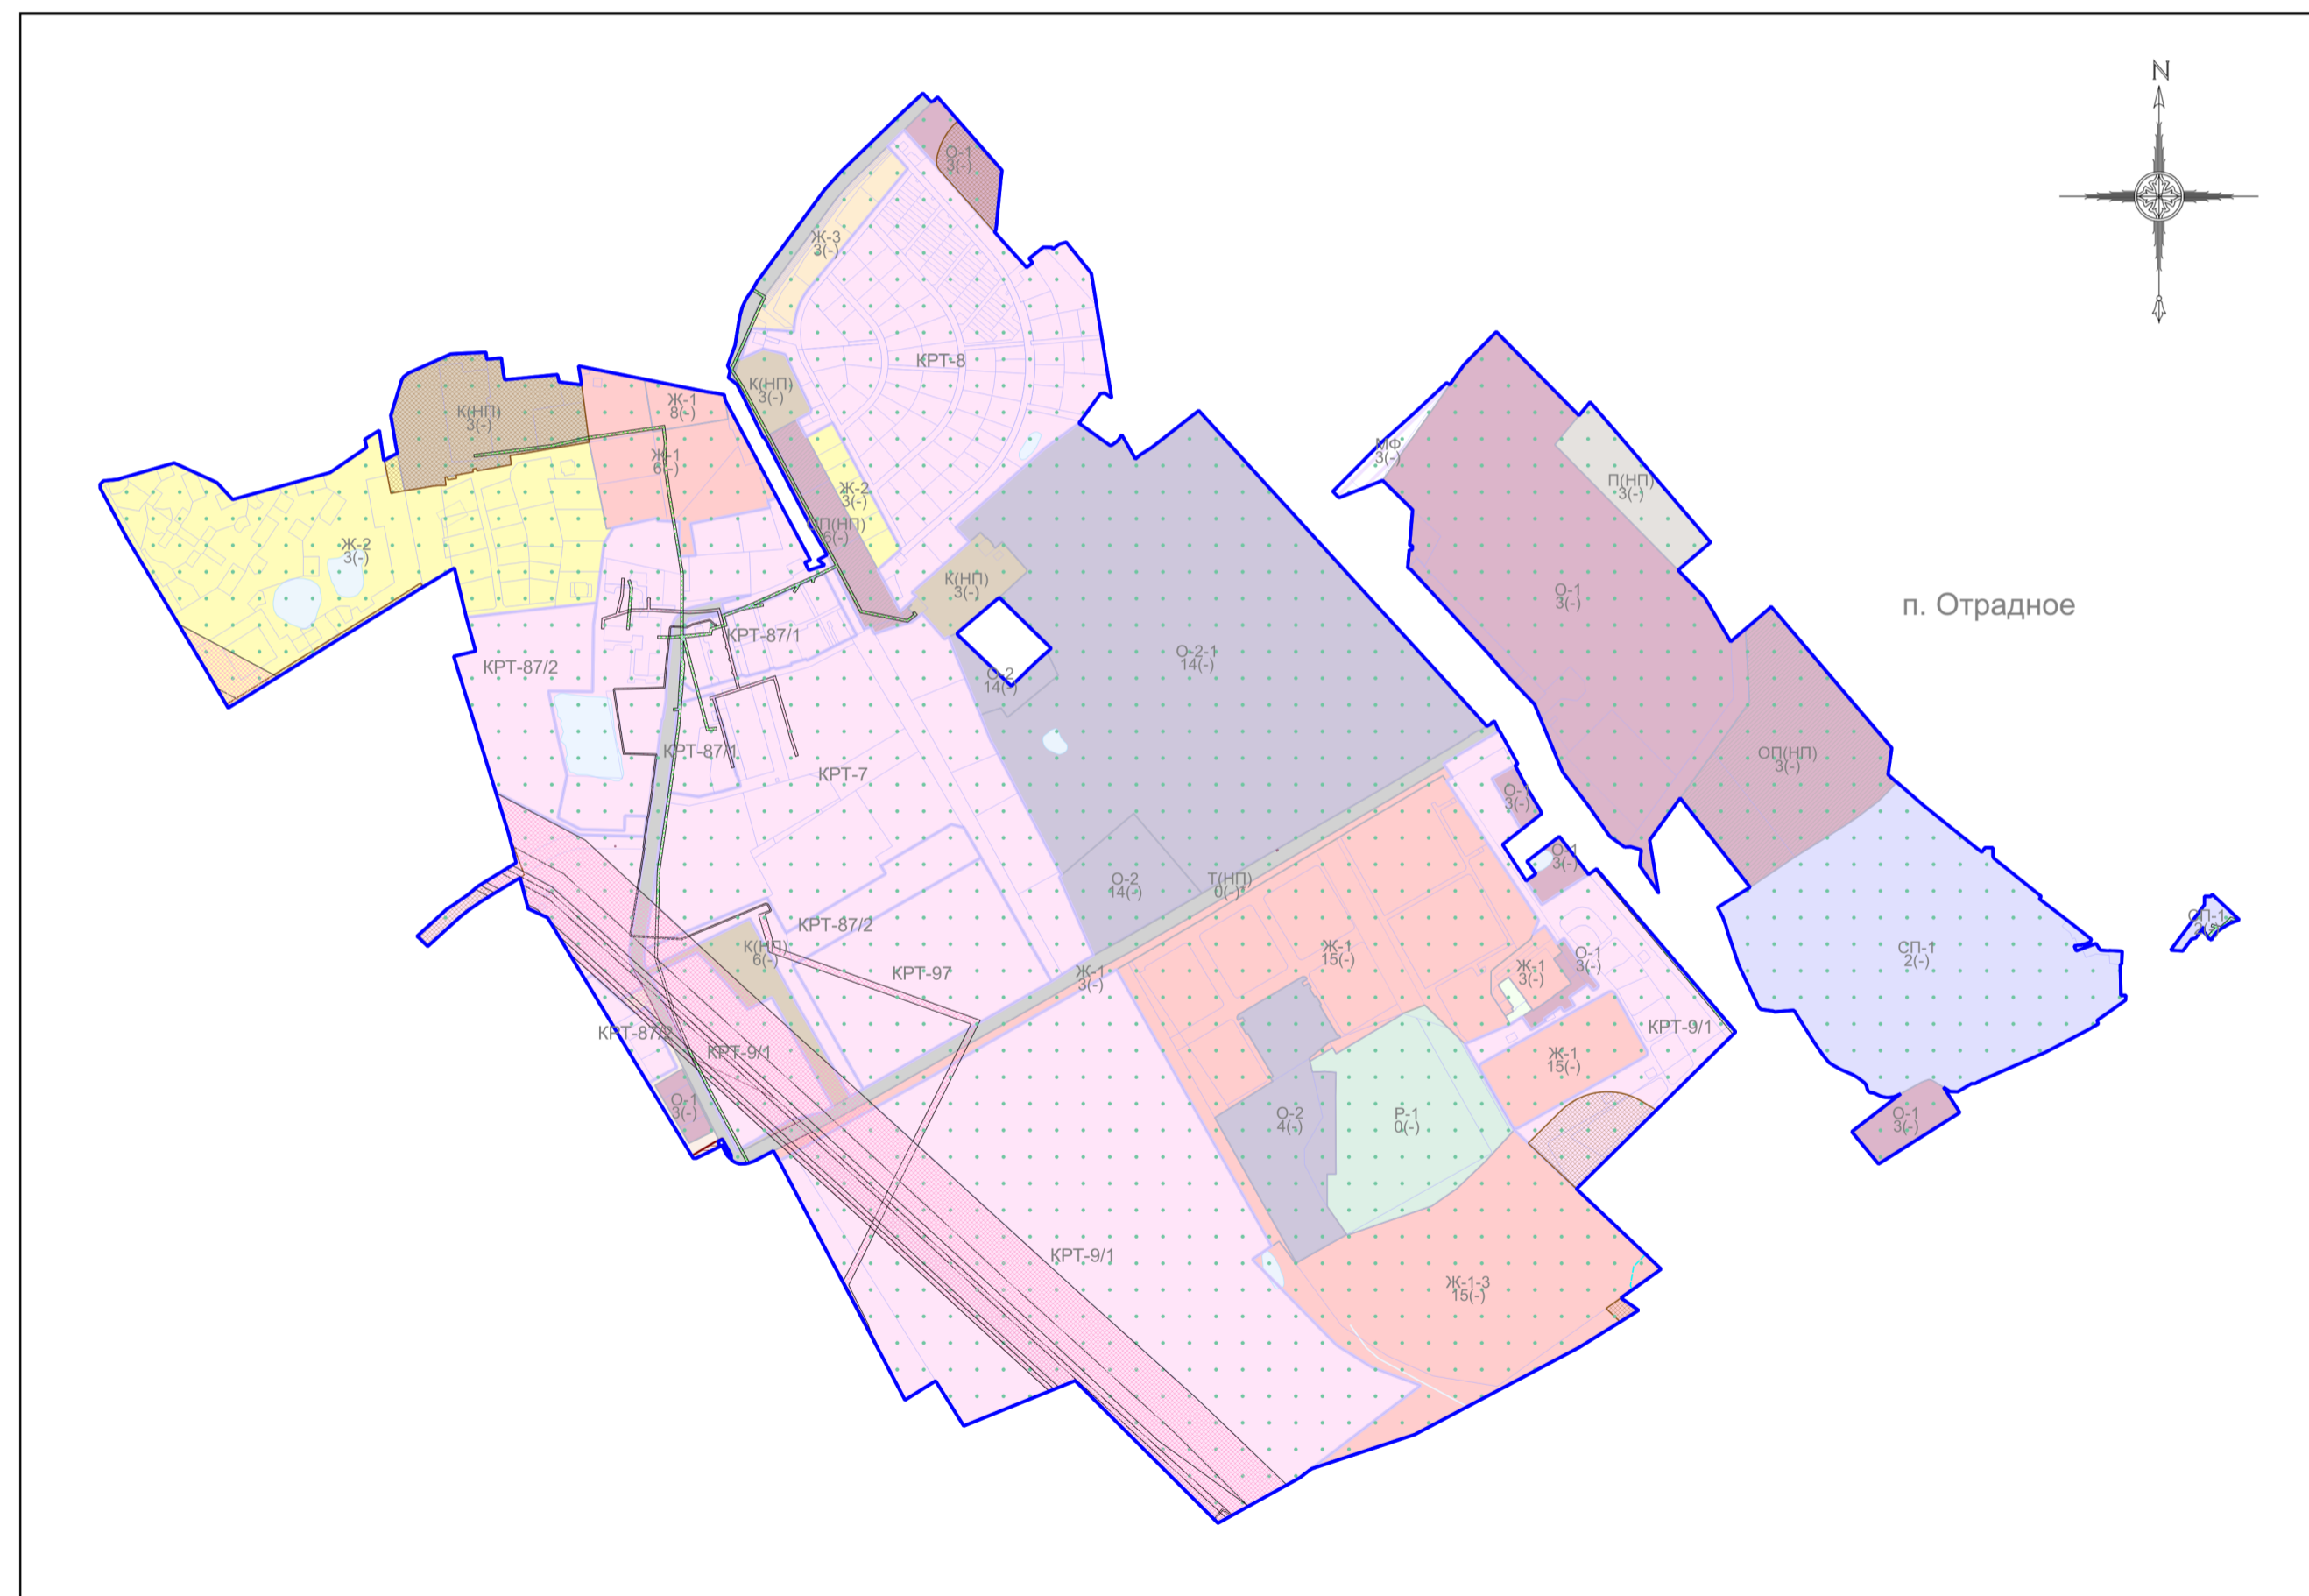 N
О-1
3(-)
Ж-3
3(-)
КРТ-8
К(НП)
3(-)
К(НП)
3(-)
Ж-1
8(-)
Ж-1
6(-)
МФ
3(-)
П(НП)
3(-)
Ж-2
3(-)
ОП(НП)
6(-)
Ж-2
3(-)
К(НП)
3(-)
О-1
3(-)
п. Отрадное
КРТ-87/1
КРТ-87/2
О-2-1
14(-)
О-2
14(-)
КРТ-87/1
КРТ-7
ОП(НП)
3(-)
О-1
3(-)
О-1
3(-)
О-2
14(-)
Т(НП)
0(-)
КРТ-87/2
К(НП)
6(-)
КРТ-97
Ж-1
3(-)
Ж-1
15(-)
Ж-1
3(-)
О-1
3(-)
СП-1
2(-)
СП-1
2(-)
КРТ-87/2
КРТ-9/1
КРТ-9/1
Ж-1
15(-)
О-1
3(-)
О-2
4(-)
Р-1
0(-)
О-1
3(-)
КРТ-9/1
Ж-1-3
15(-)